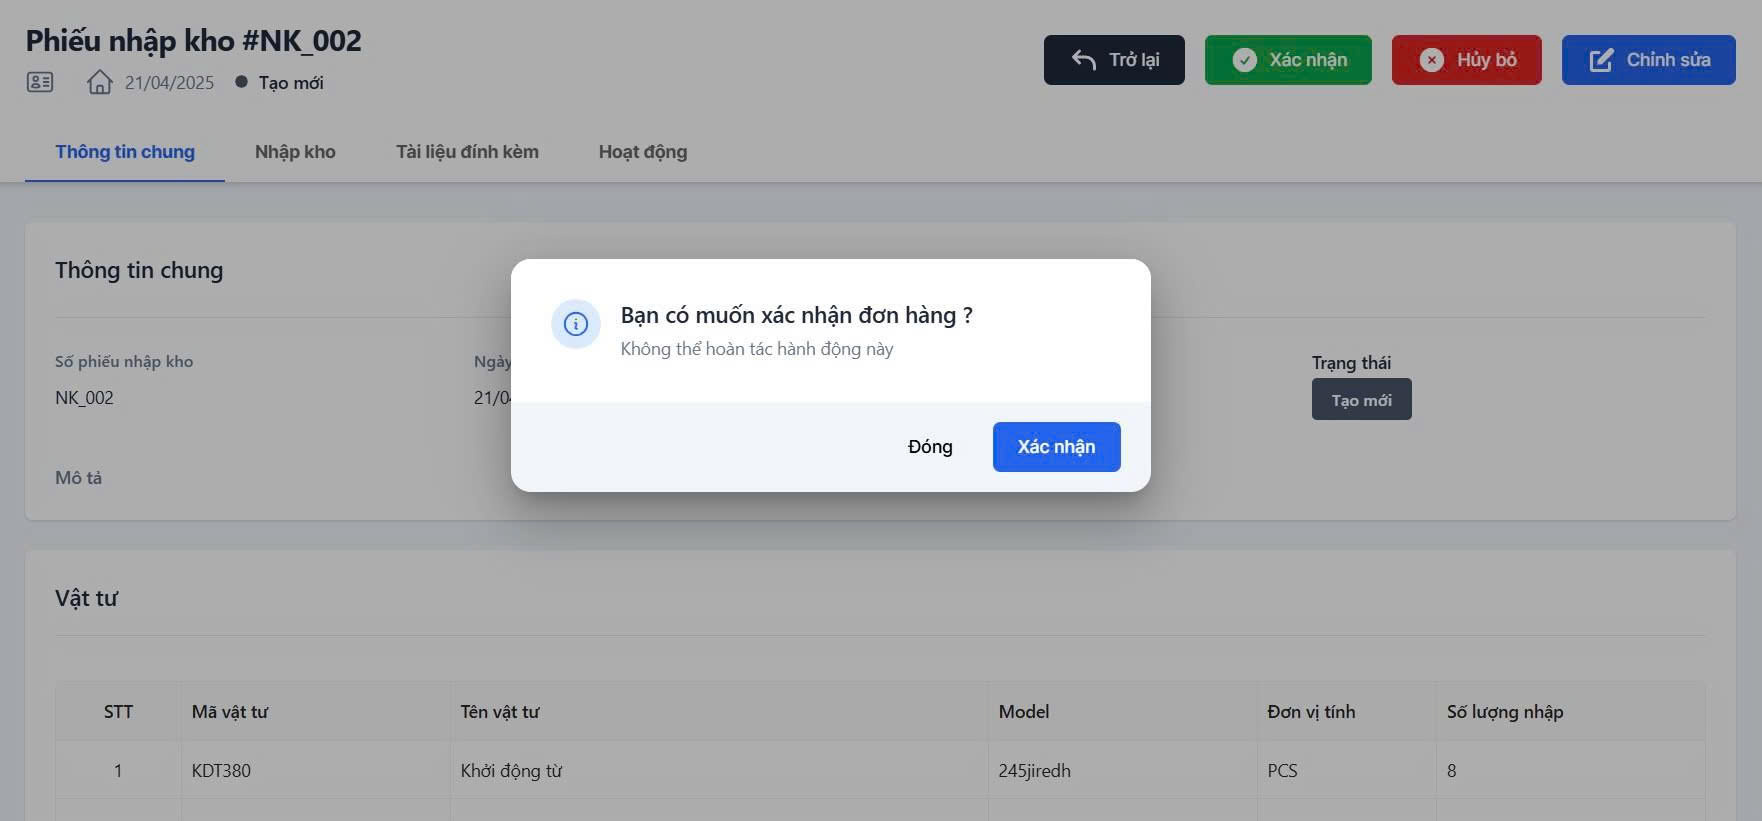 Phiếu nhập kho #NK_002
Trở lại
Xác nhận
Hủy bỏ
Chỉnh sửa
21/04/2025
Tạo mới
Thông tin chung
Nhập kho
Tài liệu đính kèm
Hoạt động
Thông tin chung
Bạn có muốn xác nhận đơn hàng ?
Không thể hoàn tác hành động này
Đóng
Xác nhận
Số phiếu nhập kho
NK_002
Ngày
21/0
Trạng thái
Tạo mới
Mô tả
Vật tư
STT Mã vật tư Tên vật tư Model Đơn vị tính Số lượng nhập
1 KDT380 Khởi động từ 245jiredh PCS 8